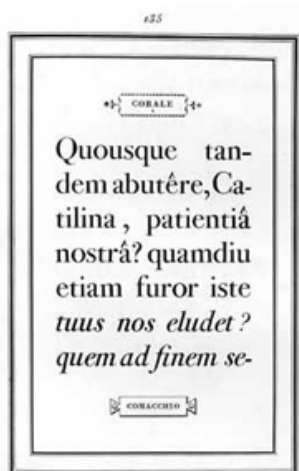 135
CORALE
Quousque tan-
dem abutêre, Ca-
tilina , patientiâ
nostrâ? quamdiu
etiam furor iste
tuus nos eludet ?
quem ad finem se-
COMACCHIO